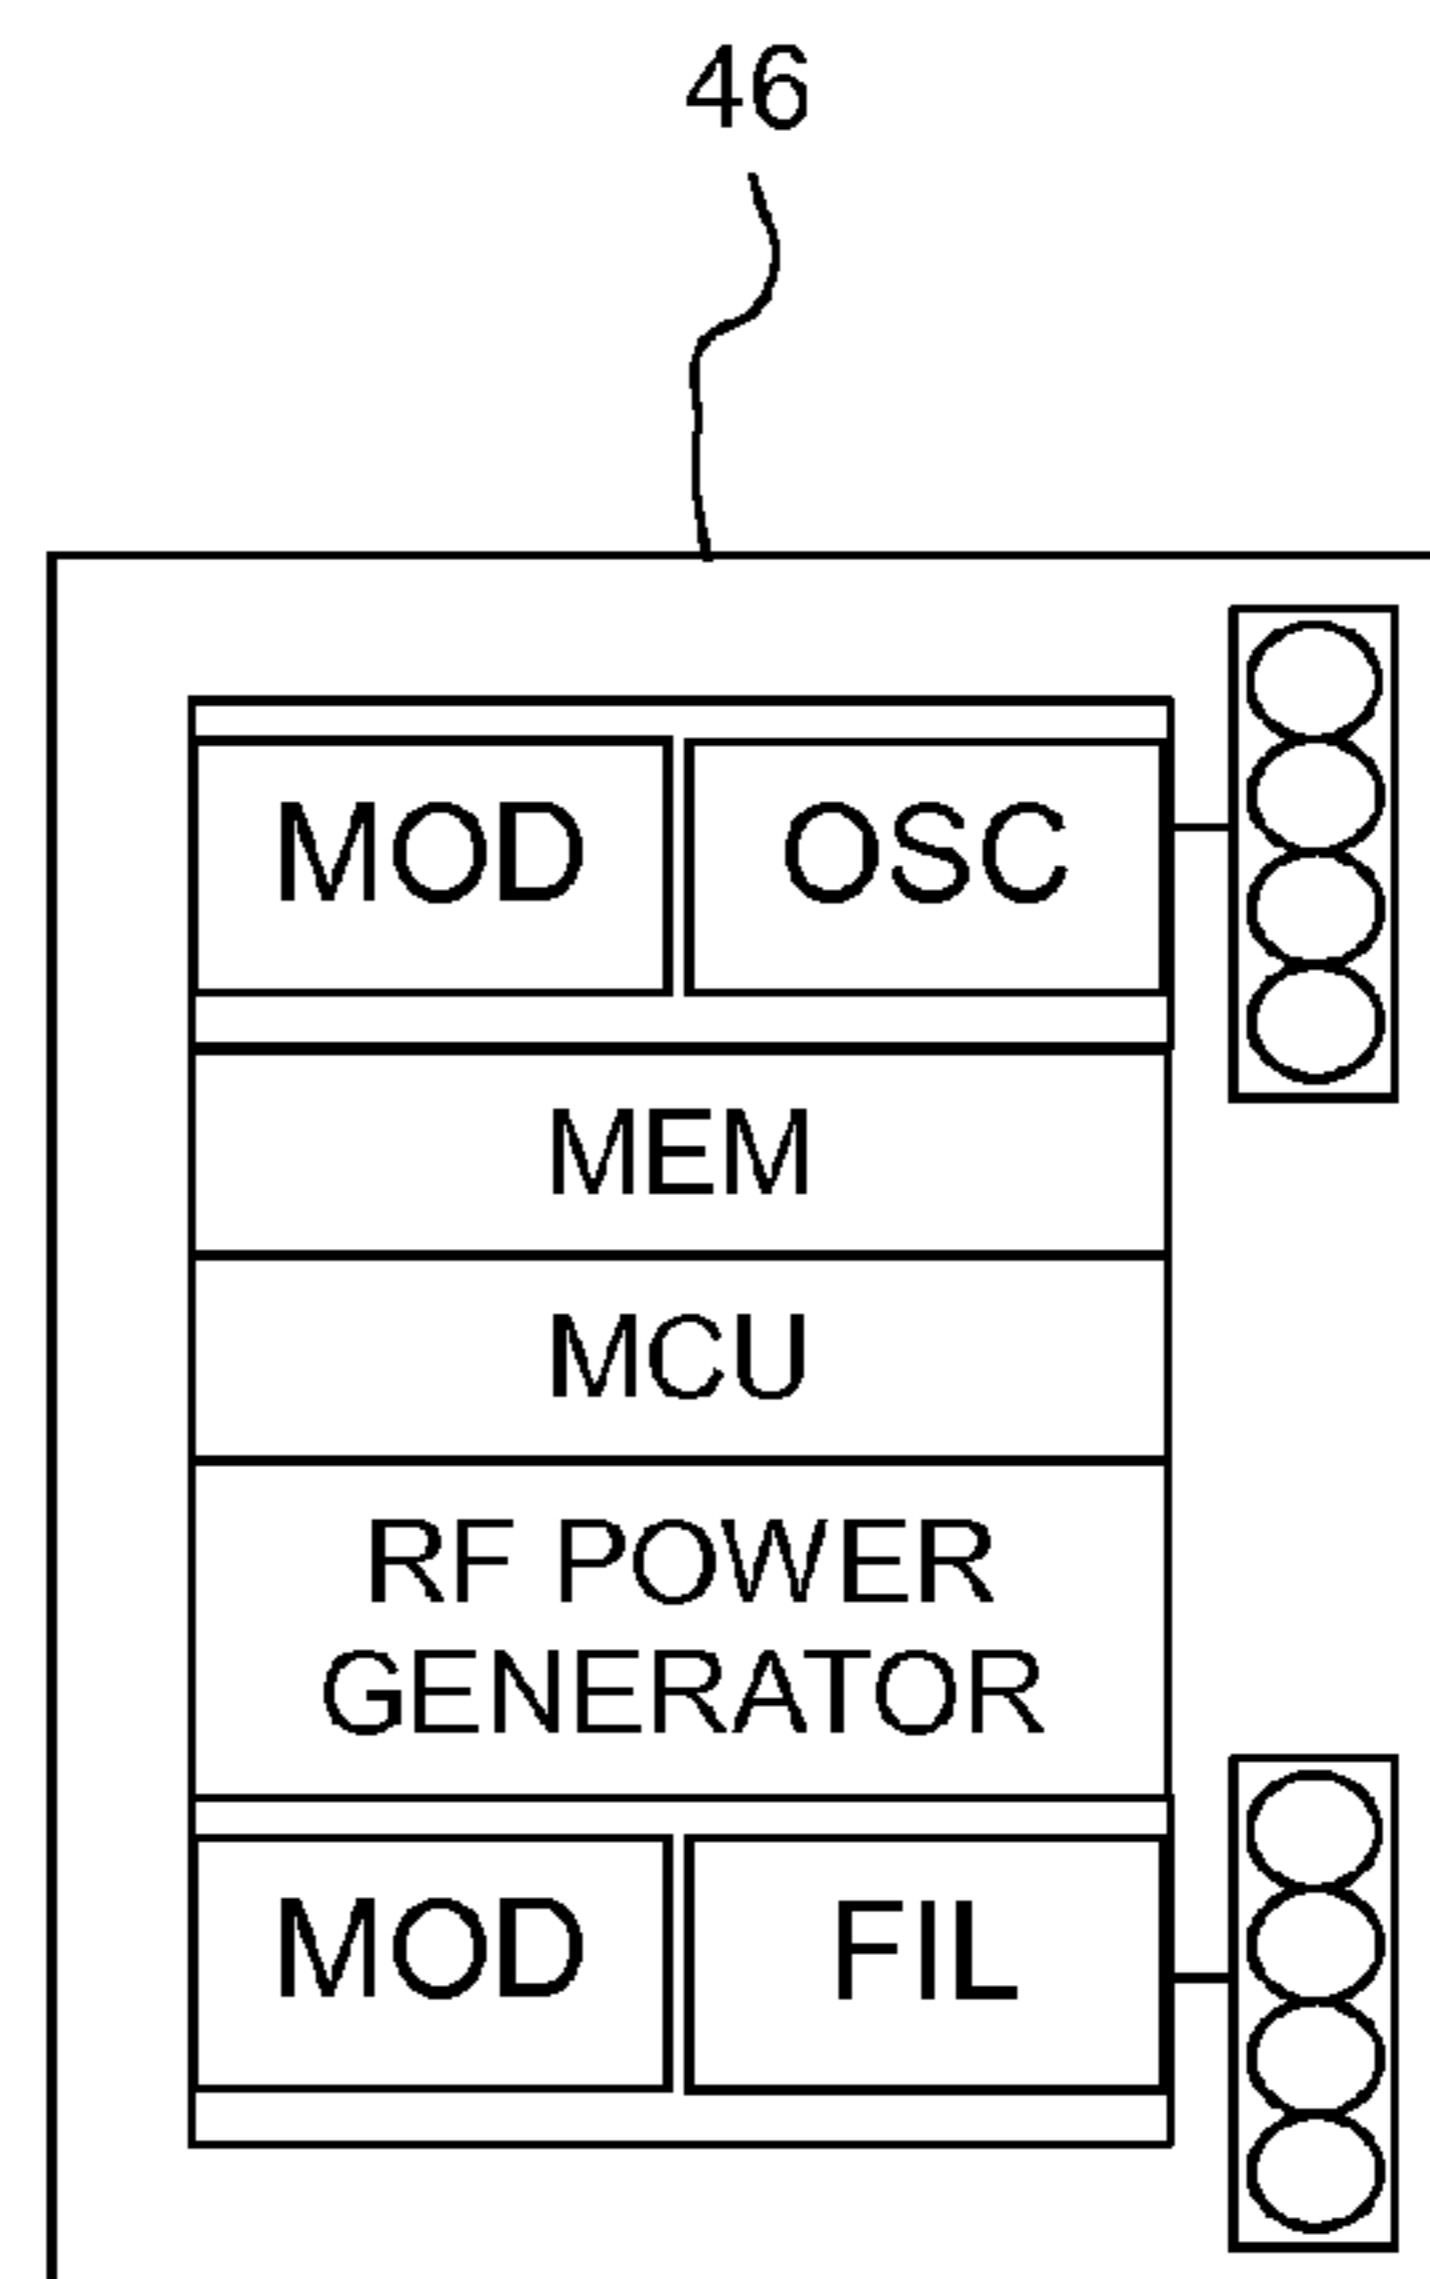 46
MOD OSC
MEM
MCU
RF POWER
GENERATOR
MOD FIL